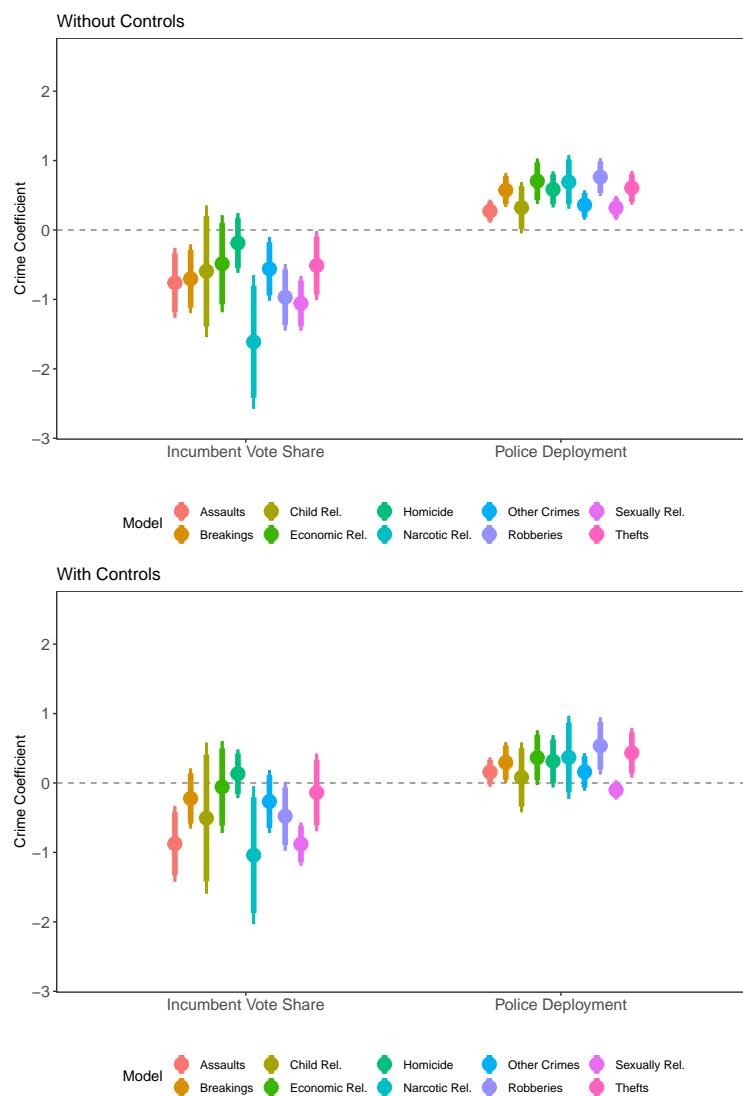 Without Controls
2
1
0
−1
−2
−3
Crime Coefficient
Incumbent Vote Share Police Deployment
Model
Assaults Child Rel. Homicide Other Crimes Sexually Rel.
Breakings Economic Rel. Narcotic Rel. Robberies Thefts
With Controls
2
1
0
−1
−2
−3
Crime Coefficient
Incumbent Vote Share Police Deployment
Model
Assaults Child Rel. Homicide Other Crimes Sexually Rel.
Breakings Economic Rel. Narcotic Rel. Robberies Thefts